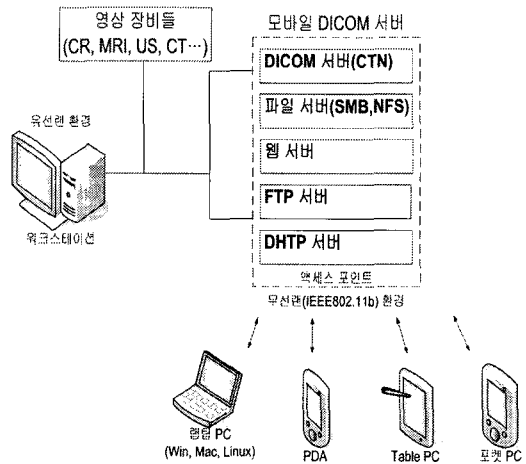 영상 장비들
(CR, MRI, US, CT…)
모바일 DICOM 서버
DICOM 서버(CTN)
파일 서버(SMB,NFS)
웹 서버
FTP 서버
DHTP 서버
액세스 포인트
유선랜 환경
워크스테이션
무선랜(IEEE802.11b) 환경
랩탑 PC
(Win, Mac, Linux)
PDA
Table PC
포켓 PC